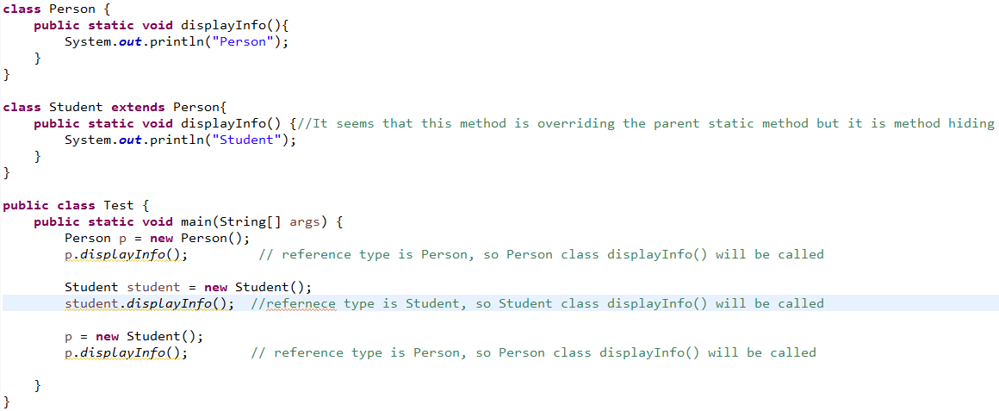 class Person {
    public static void displayInfo(){
        System.out.println("Person");
    }
}

class Student extends Person{
    public static void displayInfo() {//It seems that this method is overriding the parent static method but it is method hiding
        System.out.println("Student");
    }
}

public class Test {
    public static void main(String[] args) {
        Person p = new Person();
        p.displayInfo();         // reference type is Person, so Person class displayInfo() will be called

        Student student = new Student();
        student.displayInfo();  //refernece type is Student, so Student class displayInfo() will be called

        p = new Student();
        p.displayInfo();        // reference type is Person, so Person class displayInfo() will be called

    }
}